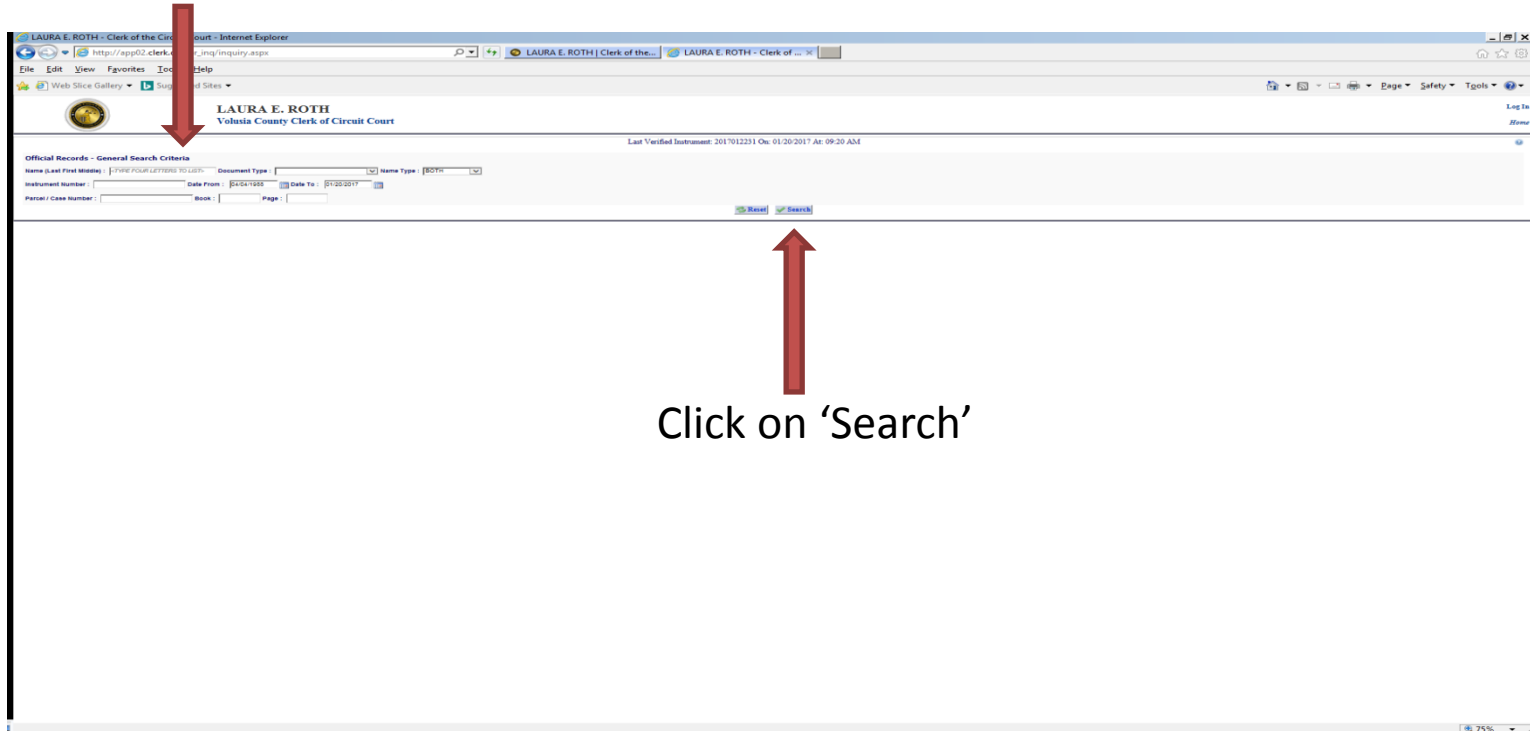 LAURA E. ROTH - Clerk of the Circ ourt - Internet Explorer
http://app02.clerk. r_inq/inquiry.aspx LAURA E. ROTH | Clerk of the... LAURA E. ROTH - Clerk of ... ×
File Edit View Favorites Too Help
Web Slice Gallery Sug d Sites Page Safety Tools
LAURA E. ROTH Log In
Volusia County Clerk of Circuit Court Home
Last Verified Instrument: 2017012231 On: 01/20/2017 At: 09:20 AM
Official Records - General Search Criteria
Name (Last First Middle) : <TYPE FOUR LETTERS TO LIST> Document Type : Name Type : BOTH
Instrument Number : Date From : 04/04/1988 Date To : 01/20/2017
Parcel / Case Number : Book : Page :
Reset Search
Click on ‘Search’
75%